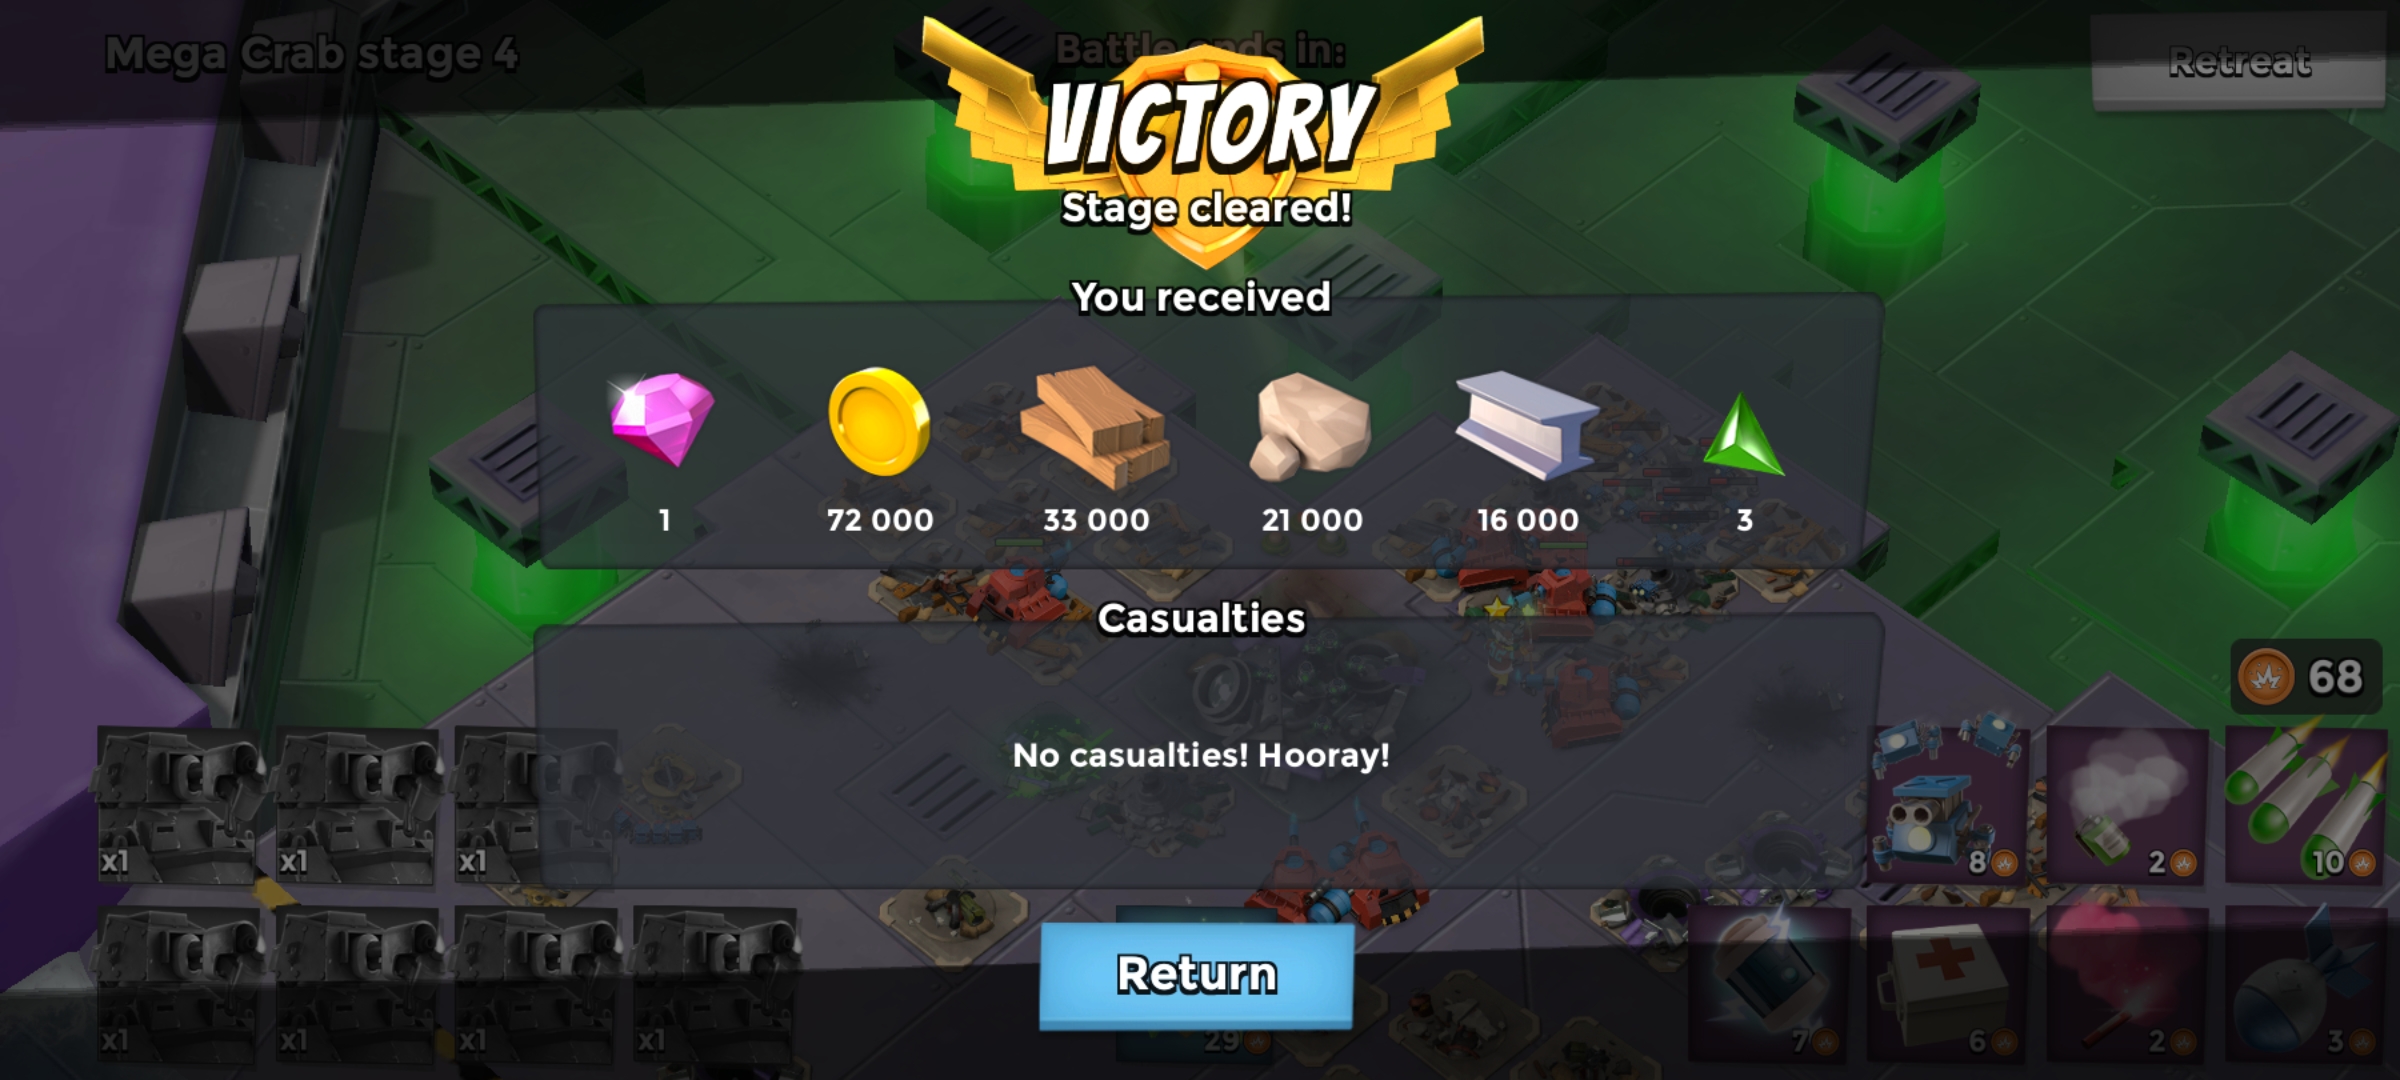 Mega Crab stage 4
Battle ends in:
Retreat
VICTORY
Stage cleared!
You received
1
72 000
33 000
21 000
16 000
3
Casualties
No casualties! Hooray!
68
x1
x1
x1
8
2
10
x1
x1
x1
x1
Return
29
7
6
2
3